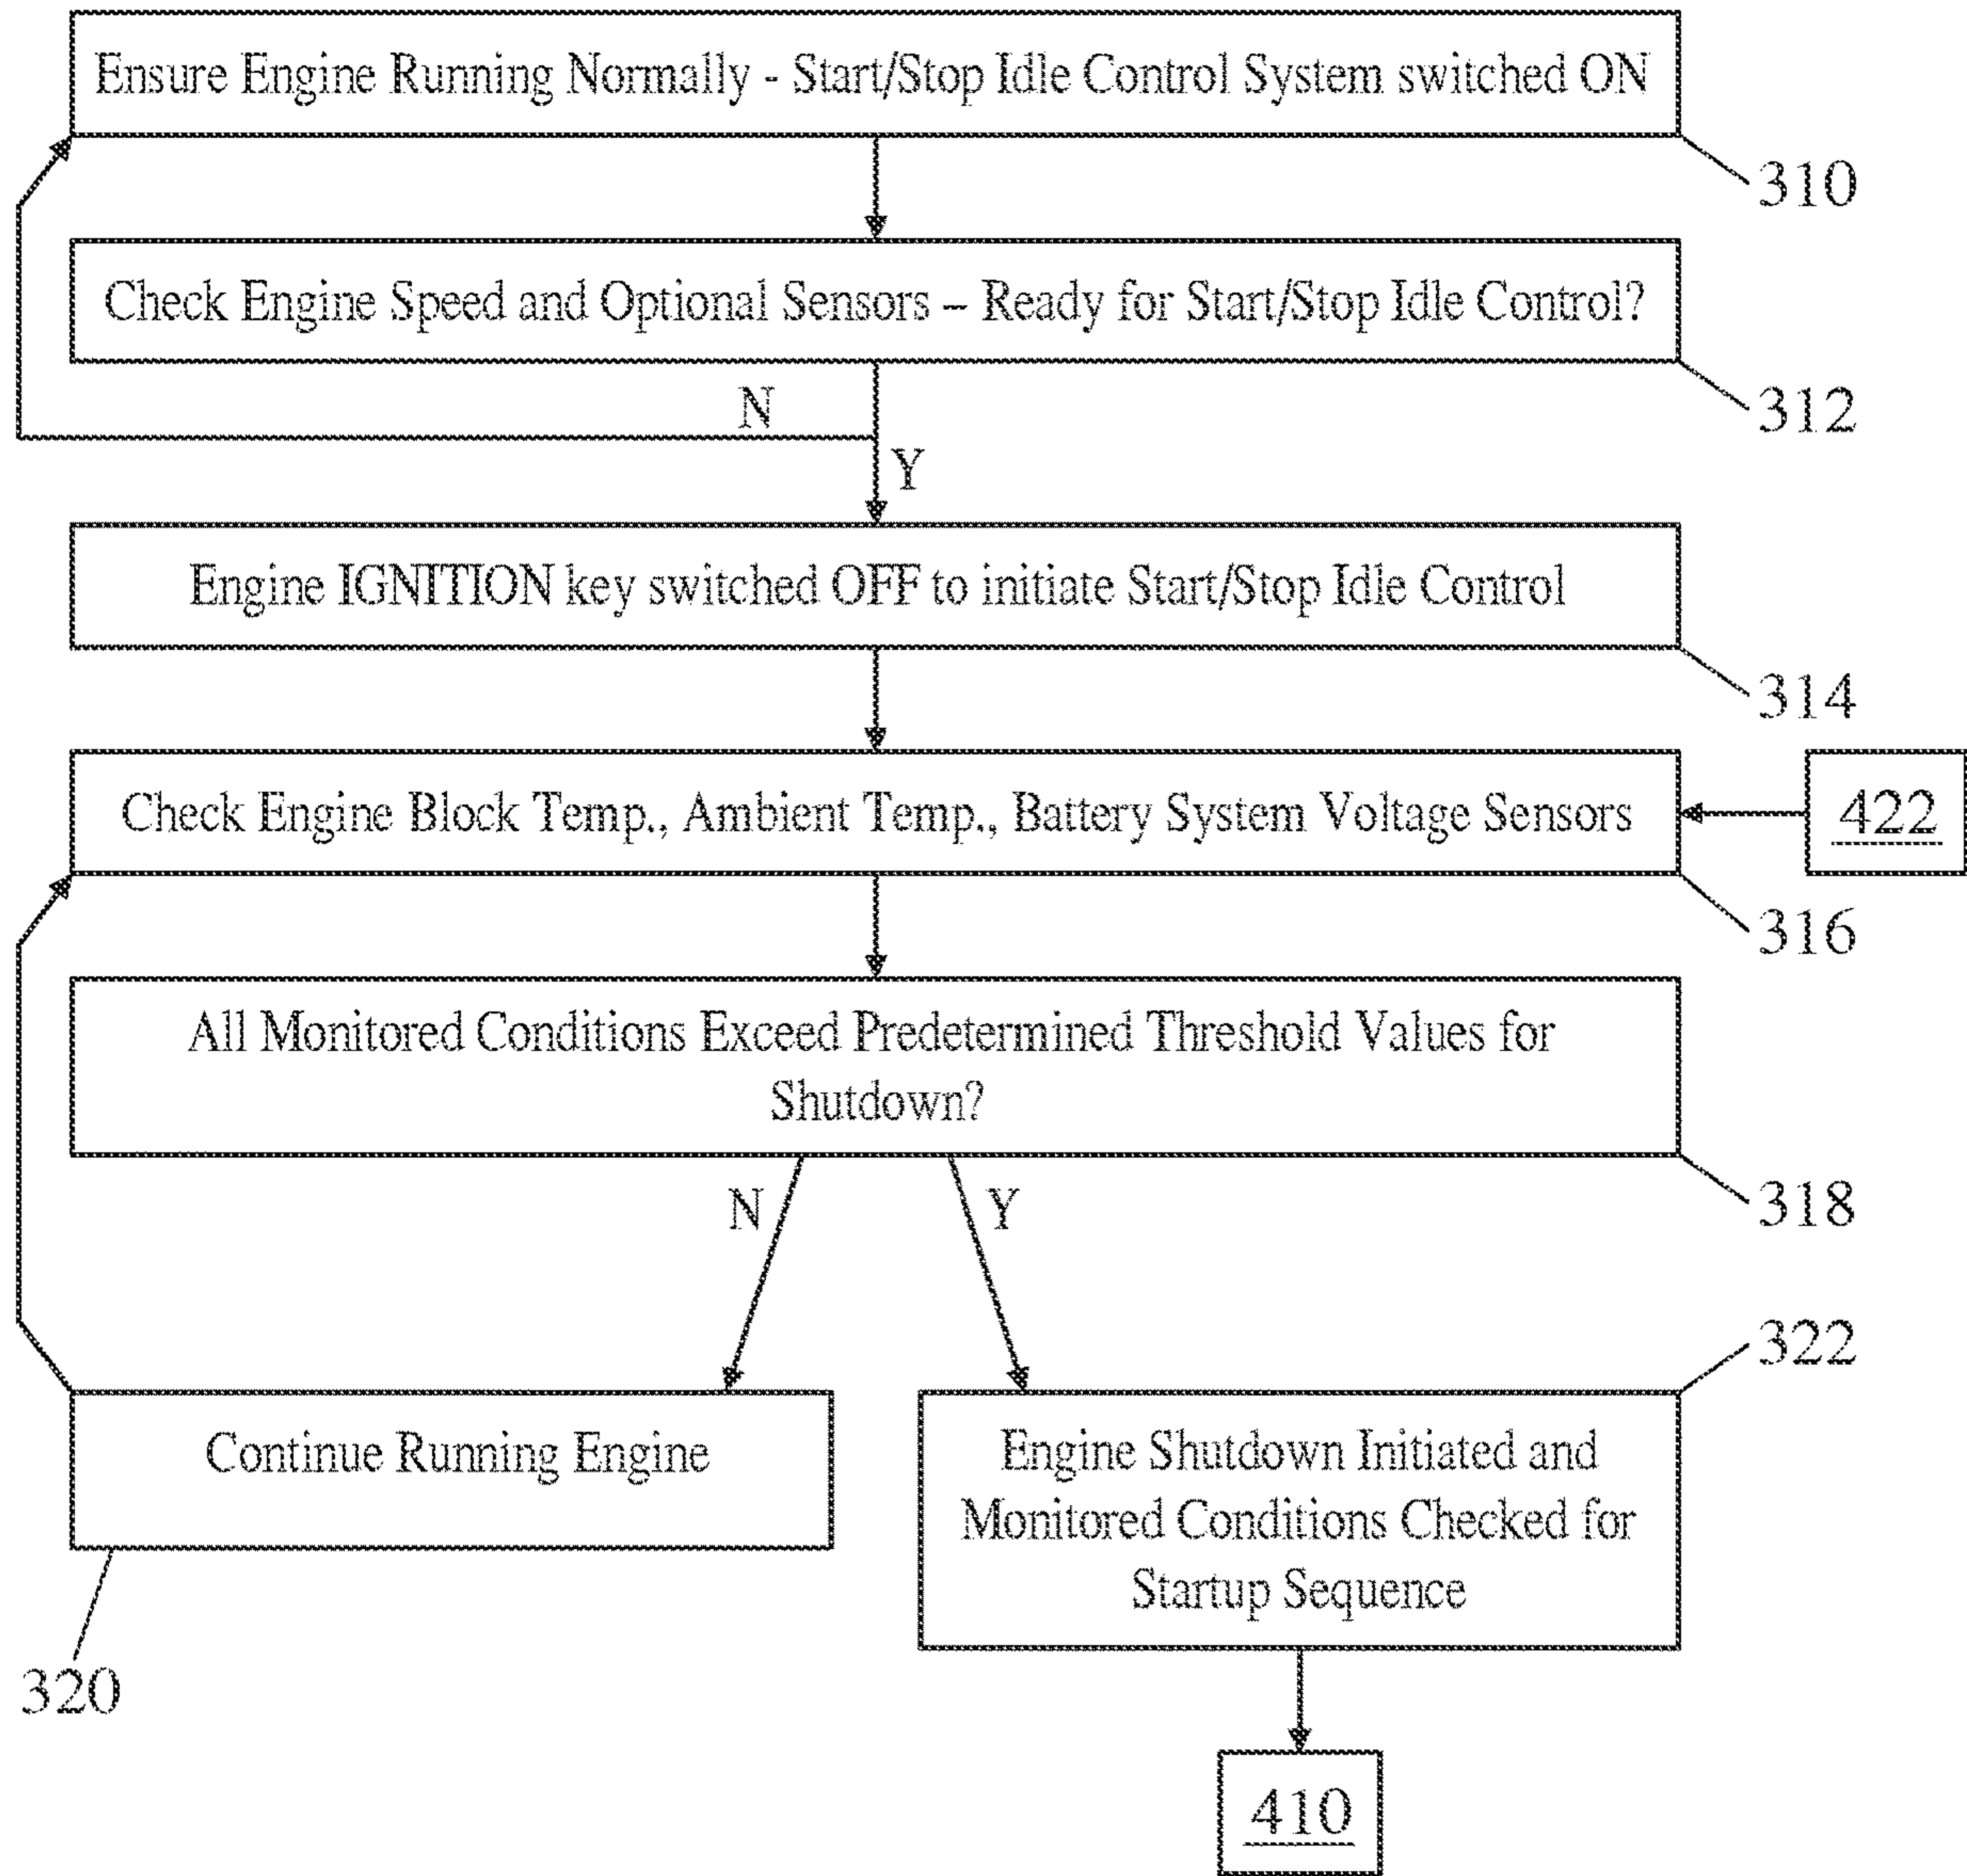 Ensure Engine Running Normally - Start/Stop Idle Control System switched ON
310
Check Engine Speed and Optional Sensors – Ready for Start/Stop Idle Control?
312
N
Y
Engine IGNITION key switched OFF to initiate Start/Stop Idle Control
314
Check Engine Block Temp., Ambient Temp., Battery System Voltage Sensors
422
316
All Monitored Conditions Exceed Predetermined Threshold Values for
Shutdown?
318
N
Y
322
Continue Running Engine
320
Engine Shutdown Initiated and
Monitored Conditions Checked for
Startup Sequence
410